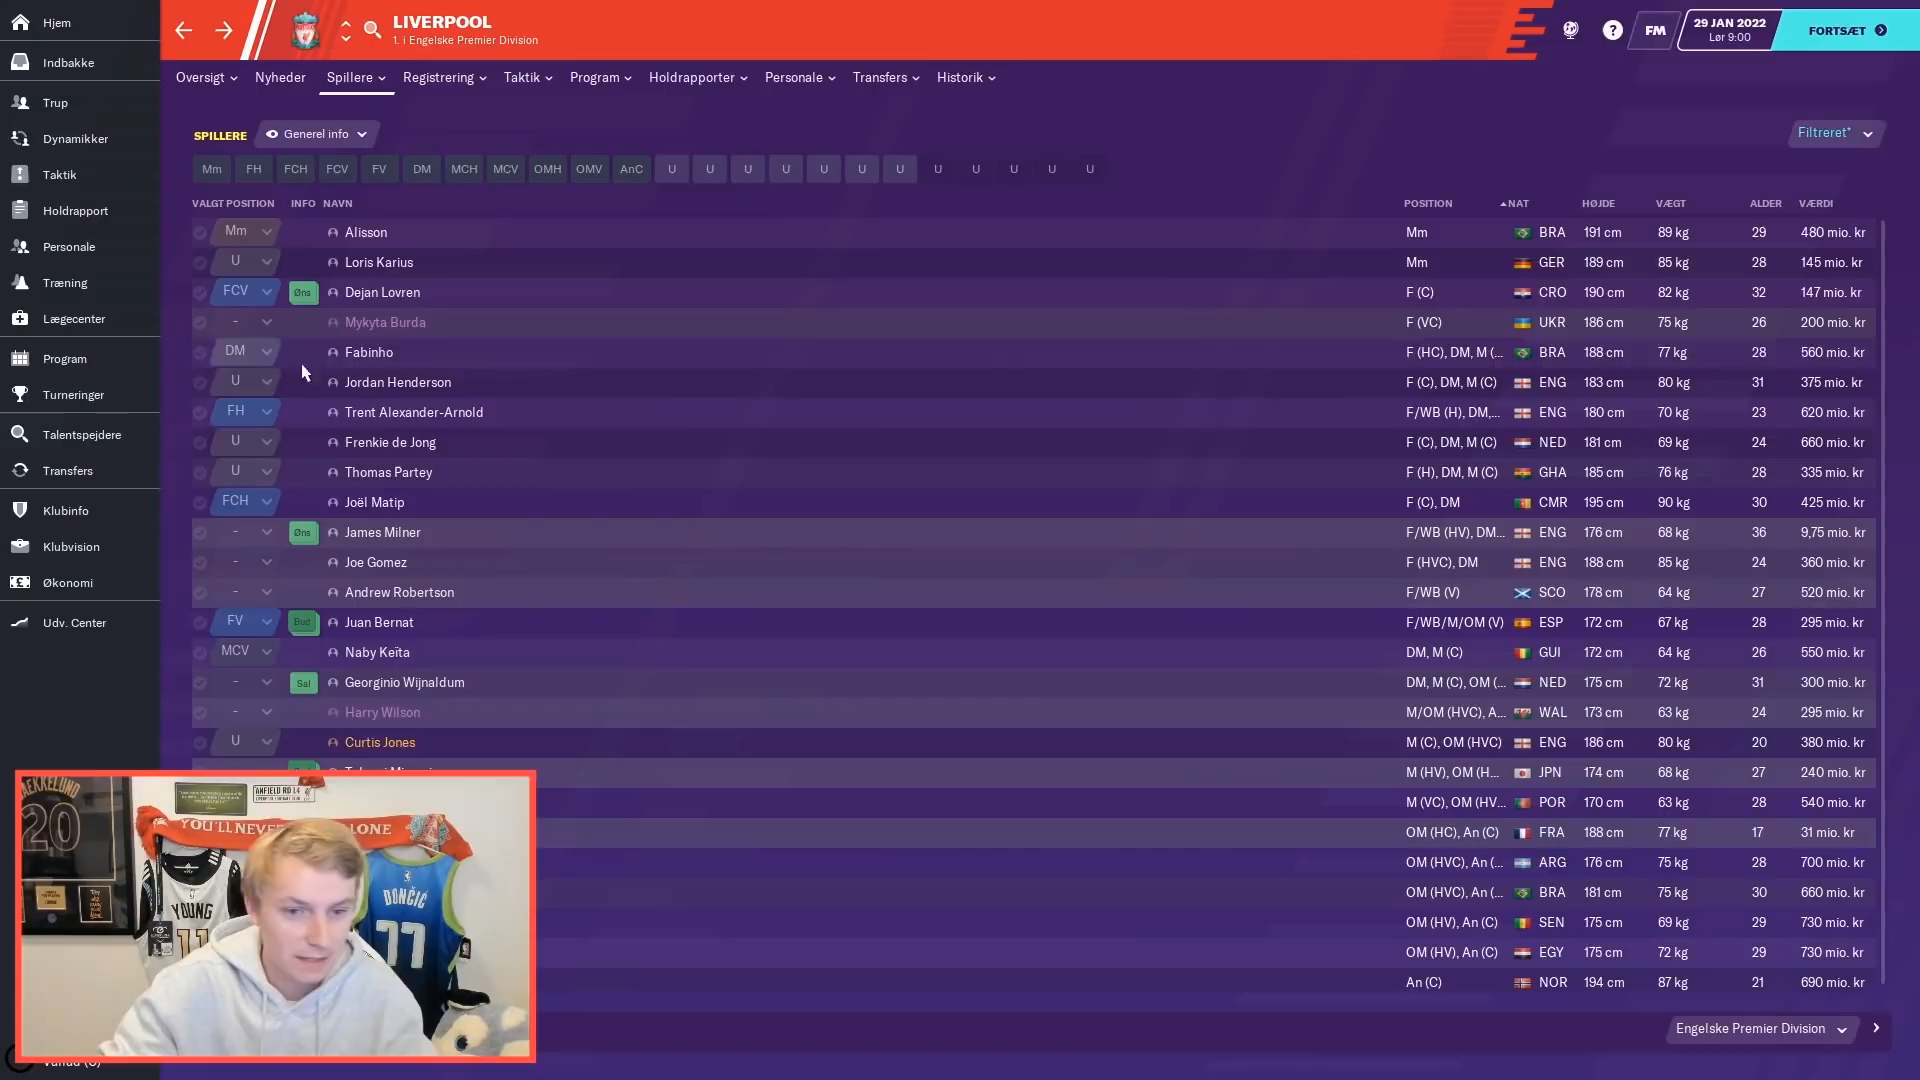 Hjem
Indbakke
Trup
Dynamikker
Taktik
Holdrapport
Personale
Træning
Lægecenter
Program
Turneringer
Talentspejdere
Transfers
Klubinfo
Klubvision
Økonomi
Udv. Center
LIVERPOOL
1. i Engelske Premier Division
FM
29 JAN 2022
Lør 9:00
FORTSÆT
Oversigt Nyheder Spillere Registrering Taktik Program Holdrapporter Personale Transfers Historik
SPILLERE Generel info Filtreret*
Mm FH FCH FCV FV DM MCH MCV OMH OMV AnC U U U U U U U U U U U U
VALGT POSITION INFO NAVN POSITION NAT HØJDE VÆGT ALDER VÆRDI
Mm Alisson Mm BRA 191 cm 89 kg 29 480 mio. kr
U Loris Karius Mm GER 189 cm 85 kg 28 145 mio. kr
FCV Øns Dejan Lovren F (C) CRO 190 cm 82 kg 32 147 mio. kr
- Mykyta Burda F (VC) UKR 186 cm 75 kg 26 200 mio. kr
DM Fabinho F (HC), DM, M (... BRA 188 cm 77 kg 28 560 mio. kr
U Jordan Henderson F (C), DM, M (C) ENG 183 cm 80 kg 31 375 mio. kr
FH Trent Alexander-Arnold F/WB (H), DM,... ENG 180 cm 70 kg 23 620 mio. kr
U Frenkie de Jong F (C), DM, M (C) NED 181 cm 69 kg 24 660 mio. kr
U Thomas Partey F (H), DM, M (C) GHA 185 cm 76 kg 28 335 mio. kr
FCH Joël Matip F (C), DM CMR 195 cm 90 kg 30 425 mio. kr
- Øns James Milner F/WB (HV), DM... ENG 176 cm 68 kg 36 9,75 mio. kr
- Joe Gomez F (HVC), DM ENG 188 cm 85 kg 24 360 mio. kr
- Andrew Robertson F/WB (V) SCO 178 cm 64 kg 27 520 mio. kr
FV Bud Juan Bernat F/WB/M/OM (V) ESP 172 cm 67 kg 28 295 mio. kr
MCV Naby Keïta DM, M (C) GUI 172 cm 64 kg 26 550 mio. kr
- Sal Georginio Wijnaldum DM, M (C), OM (... NED 175 cm 72 kg 31 300 mio. kr
- Harry Wilson M/OM (HVC), A... WAL 173 cm 63 kg 24 295 mio. kr
U Curtis Jones M (C), OM (HVC) ENG 186 cm 80 kg 20 380 mio. kr
M (HV), OM (H... JPN 174 cm 68 kg 27 240 mio. kr
M (VC), OM (HV... POR 170 cm 63 kg 28 540 mio. kr
OM (HC), An (C) FRA 188 cm 77 kg 17 31 mio. kr
OM (HVC), An (... ARG 176 cm 75 kg 28 700 mio. kr
OM (HVC), An (... BRA 181 cm 75 kg 30 660 mio. kr
OM (HV), An (C) SEN 175 cm 69 kg 29 730 mio. kr
OM (HV), An (C) EGY 175 cm 72 kg 29 730 mio. kr
An (C) NOR 194 cm 87 kg 21 690 mio. kr
Engelske Premier Division
20
ANFIELD RD L4
YOU'LL NEVE
LONE
YOUNG
11
DONČIĆ
77